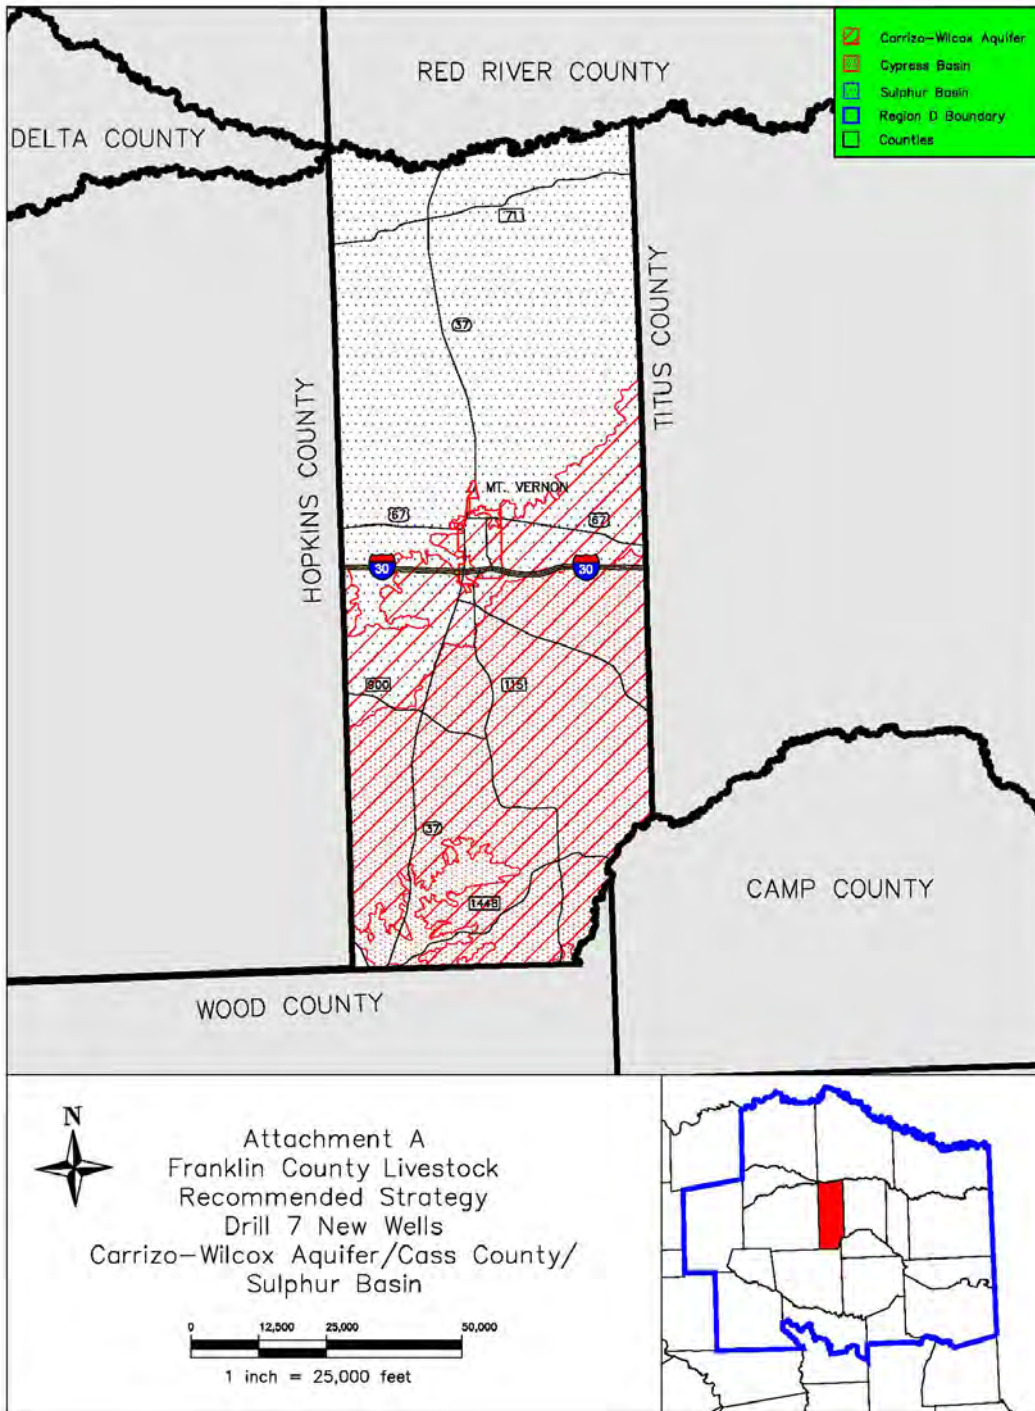 Carrizo-Wilcox Aquifer
Cypress Basin
Sulphur Basin
Region D Boundary
Counties
RED RIVER COUNTY
DELTA COUNTY
71
TITUS COUNTY
37
HOPKINS COUNTY
MT. VERNON
67
67
30
30
900
115
37
1448
CAMP COUNTY
WOOD COUNTY
N
Attachment A
Franklin County Livestock
Recommended Strategy
Drill 7 New Wells
Carrizo-Wilcox Aquifer/Cass County/
Sulphur Basin
0 12,500 25,000 50,000
1 inch = 25,000 feet